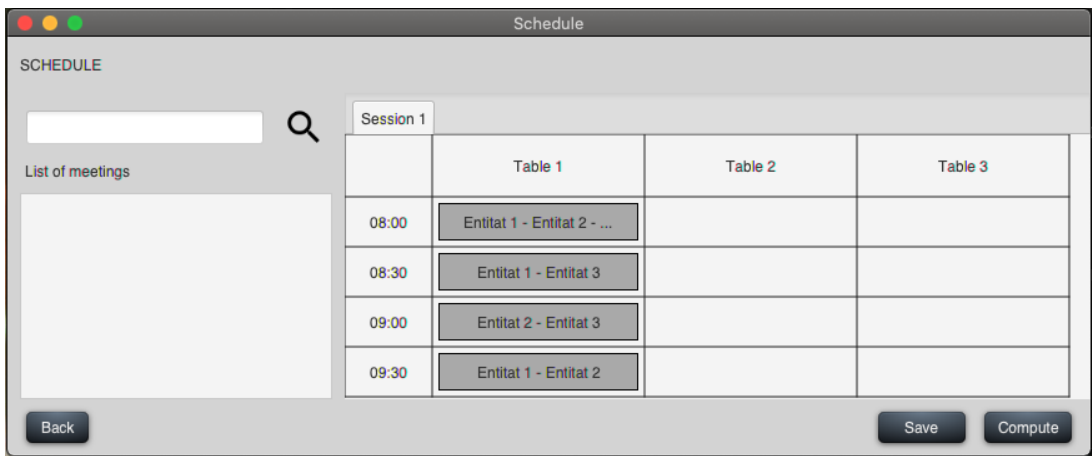 Schedule
SCHEDULE
List of meetings
Session 1
Table 1 Table 2 Table 3
08:00 Entitat 1 - Entitat 2 - ...
08:30 Entitat 1 - Entitat 3
09:00 Entitat 2 - Entitat 3
09:30 Entitat 1 - Entitat 2
Back Save Compute